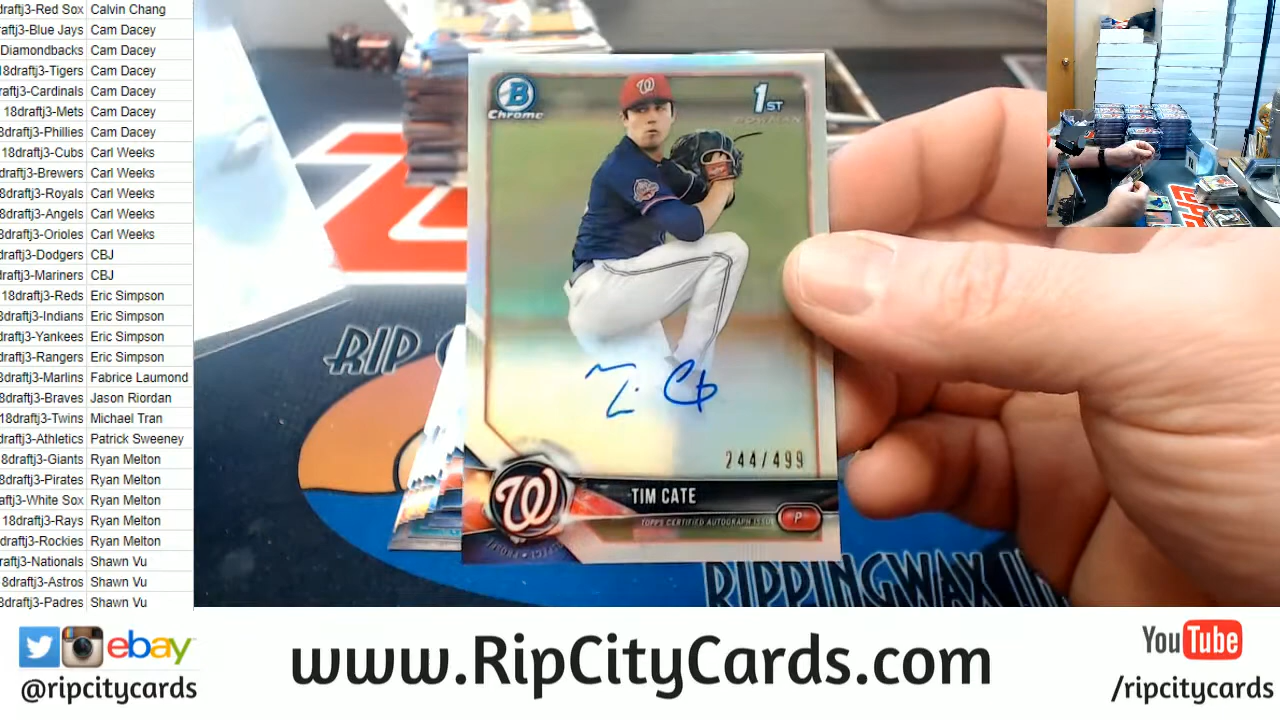 draftj3-Red Sox Calvin Chang
raftj3-Blue Jays Cam Dacey
Diamondbacks Cam Dacey
18draftj3-Tigers Cam Dacey
raftj3-Cardinals Cam Dacey
18draftj3-Mets Cam Dacey
8draftj3-Phillies Cam Dacey
18draftj3-Cubs Carl Weeks
draftj3-Brewers Carl Weeks
8draftj3-Royals Carl Weeks
8draftj3-Angels Carl Weeks
8draftj3-Orioles Carl Weeks
draftj3-Dodgers CBJ
draftj3-Mariners CBJ
18draftj3-Reds Eric Simpson
draftj3-Indians Eric Simpson
draftj3-Yankees Eric Simpson
draftj3-Rangers Eric Simpson
8draftj3-Marlins Fabrice Laumond
8draftj3-Braves Jason Riordan
18draftj3-Twins Michael Tran
draftj3-Athletics Patrick Sweeney
8draftj3-Giants Ryan Melton
8draftj3-Pirates Ryan Melton
aftj3-White Sox Ryan Melton
18draftj3-Rays Ryan Melton
draftj3-Rockies Ryan Melton
raftj3-Nationals Shawn Vu
8draftj3-Astros Shawn Vu
8draftj3-Padres Shawn Vu
B
Chrome
1ST
BOWMAN
W
244/499
W
TIM CATE
TOPPS CERTIFIED AUTOGRAPH ISSUE
P
RIP
RIPPINGWAX
ebay
@ripcitycards
www.RipCityCards.com
YouTube
/ripcitycards